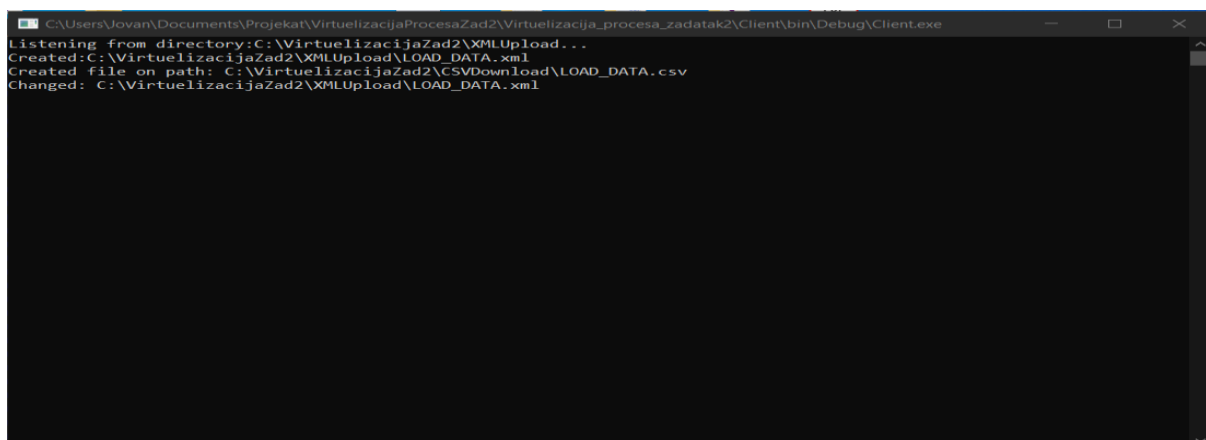 C:\Users\Jovan\Documents\Projekat\VirtuelizacijaProcesaZad2\Virtuelizacija_procesa_zadatak2\Client\bin\Debug\Client.exe
Listening from directory:C:\VirtuelizacijaZad2\XMLUpload...
Created:C:\VirtuelizacijaZad2\XMLUpload\LOAD_DATA.xml
Created file on path: C:\VirtuelizacijaZad2\CSVDownload\LOAD_DATA.csv
Changed: C:\VirtuelizacijaZad2\XMLUpload\LOAD_DATA.xml